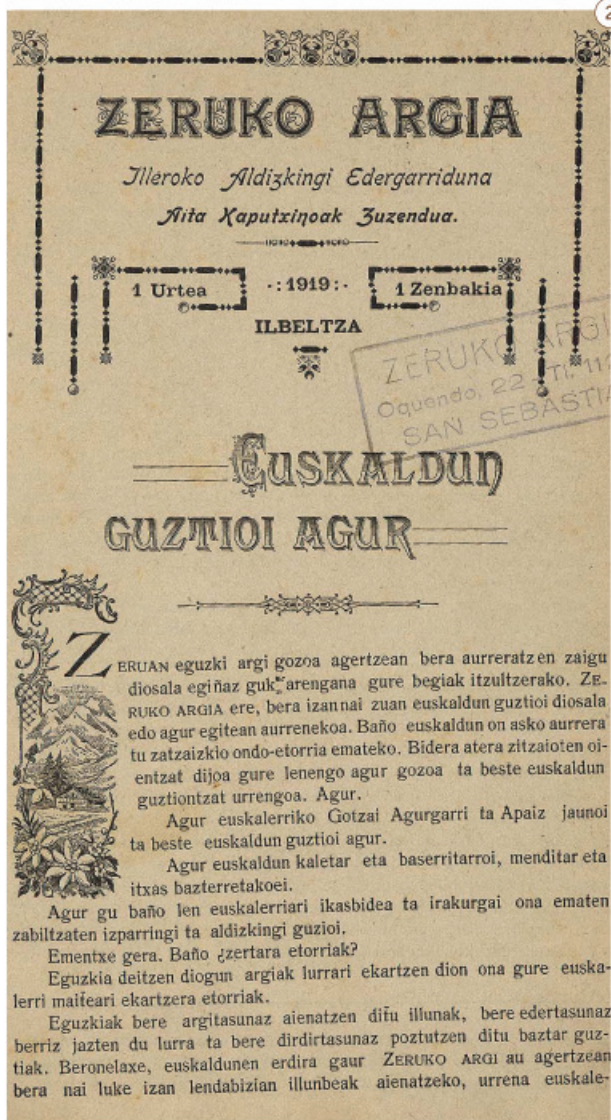 2
ZERUKO ARGIA
Illeroko Aldizkingi Edergarriduna
Aita Kaputxinoak Zuzendua.
1 Urtea
·:1919:·
1 Zenbakia
ILBELTZA
ZERUKO ARGI
Oquendo, 22 - Tl. 11
SAN SEBASTIA
EUSKALDUN
GUZTIOI AGUR
ZERUAN eguzki argi gozoa agertzean bera aurreratzen zaigu
diosala egiñaz guk arengana gure begiak itzultzerako. ZE-
RUKO ARGIA ere, bera izan nai zuan euskaldun guztioi diosala
edo agur egitean aurrenekoa. Baño euskaldun on asko aurrera
tu zatzaizkio ondo-etorria emateko. Bidera atera zitzaioten oi-
entzat dijoa gure lenengo agur gozoa ta beste euskaldun
guztiontzat urrengoa. Agur.
Agur euskalerriko Gotzai Agurgarri ta Apaiz jaunoi
ta beste euskaldun guztioi agur.
Agur euskaldun kaletar eta baserritarroi, menditar eta
itxas bazterretakoei.
Agur gu baño len euskalerriari ikasbidea ta irakurgai ona ematen
zabiltzaten izparringi ta aldizkingi guzioi.
Ementxe gera. Baño ¿zertara etorriak?
Eguzkia deitzen diogun argiak lurrari ekartzen dion ona gure euska-
lerri maiteari ekartzera etorriak.
Eguzkiak bere argitasunaz aienatzen ditu illunak, bere edertasunaz
berriz jazten du lurra ta bere dirdirtasunaz poztutzen ditu baztar guz-
tiak. Beronelaxe, euskaldunen erdira gaur ZERUKO ARGI au agertzean
bera nai luke izan lendabizian illunbeak aienatzeko, urrena euskale-